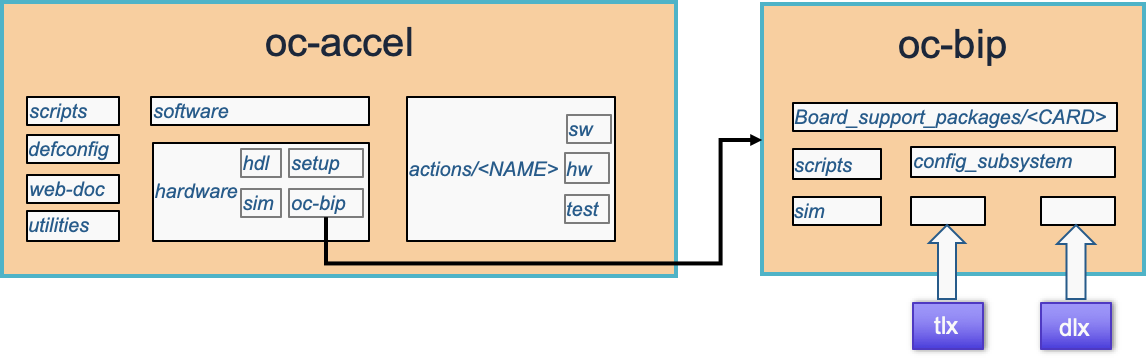 oc-accel
scripts
defconfig
web-doc
utilities
software
hardware
hdl
setup
sim
oc-bip
actions/<NAME>
sw
hw
test
oc-bip
Board_support_packages/<CARD>
scripts
config_subsystem
sim
tlx
dlx